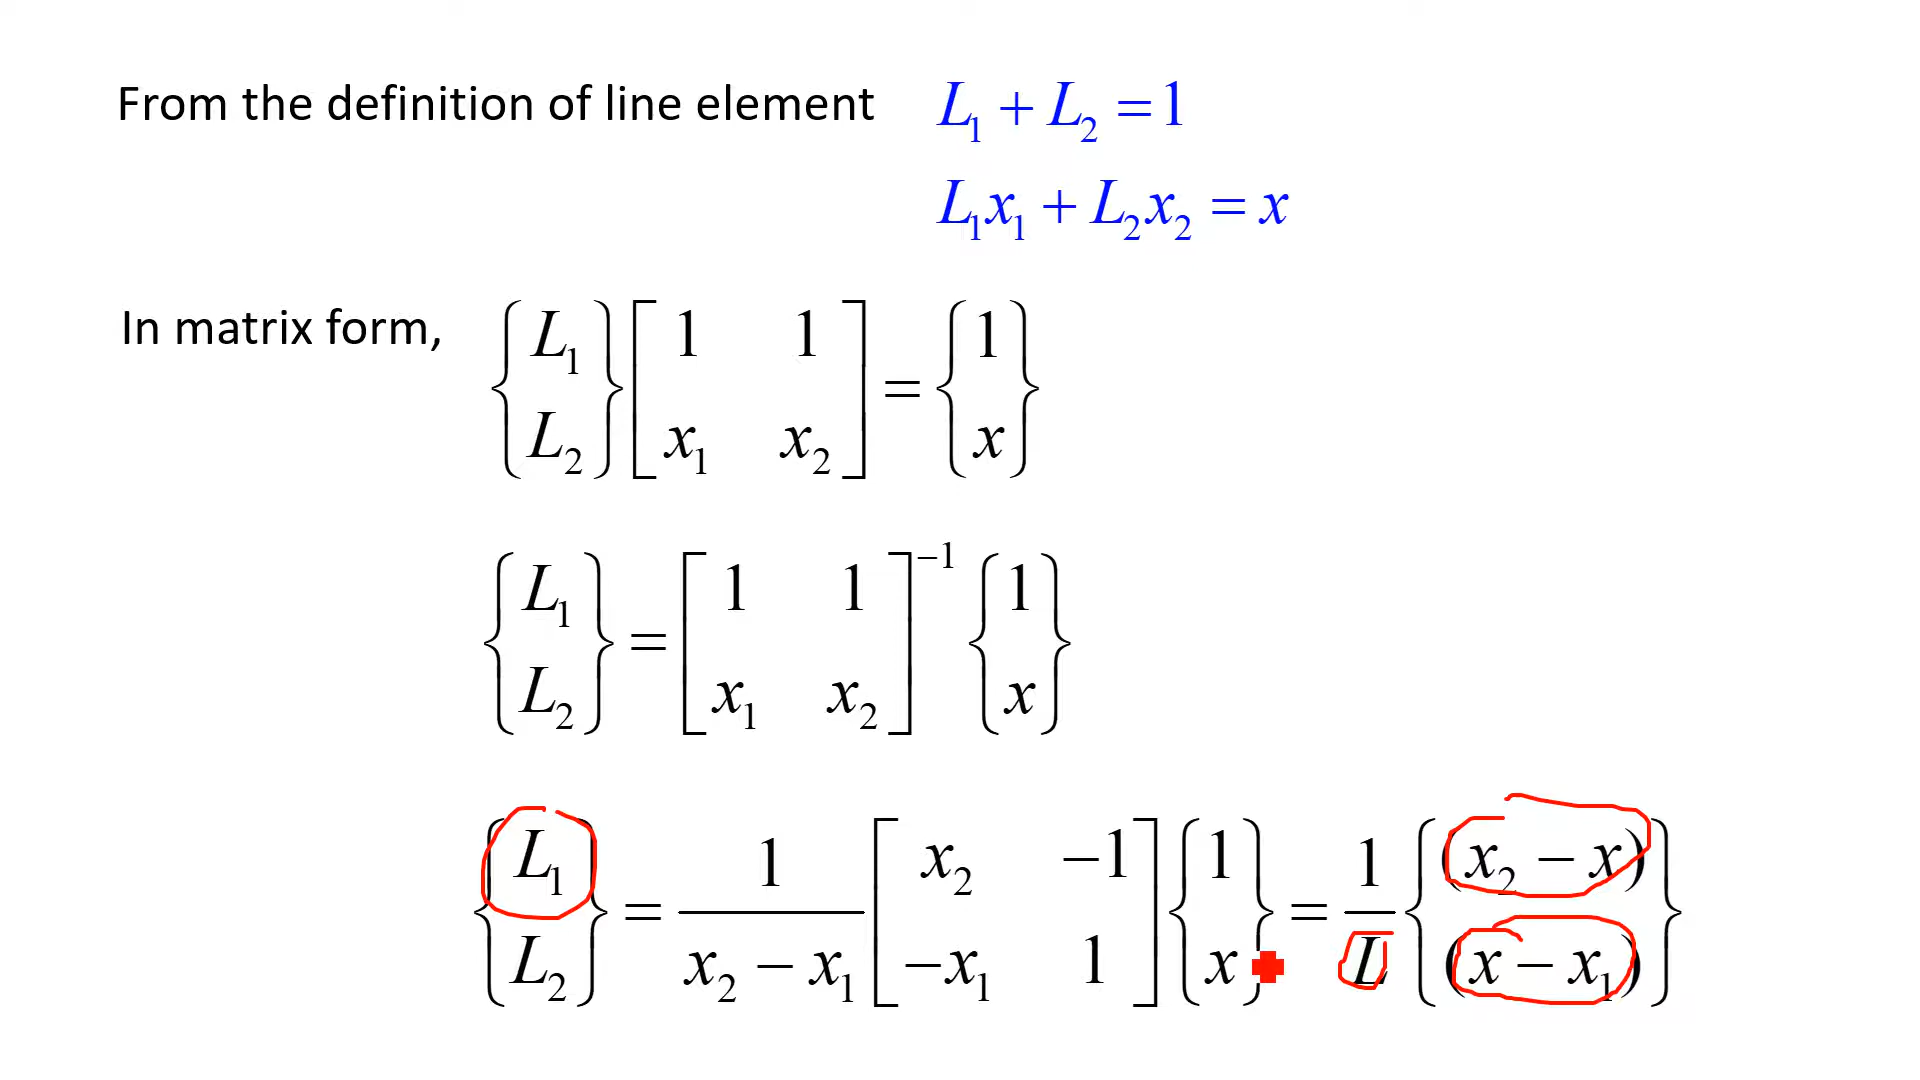 From the definition of line element L₁ + L₂ = 1
L₁x₁ + L₂x₂ = x
In matrix form, {L₁ L₂} [1 1 x₁ x₂] = {1 x}
{L₁ L₂} = [1 1 x₁ x₂]⁻¹ {1 x}
{L₁ L₂} = 1/(x₂ − x₁) [x₂ −1 −x₁ 1] {1 x} = 1/L {(x₂ − x) (x − x₁)}